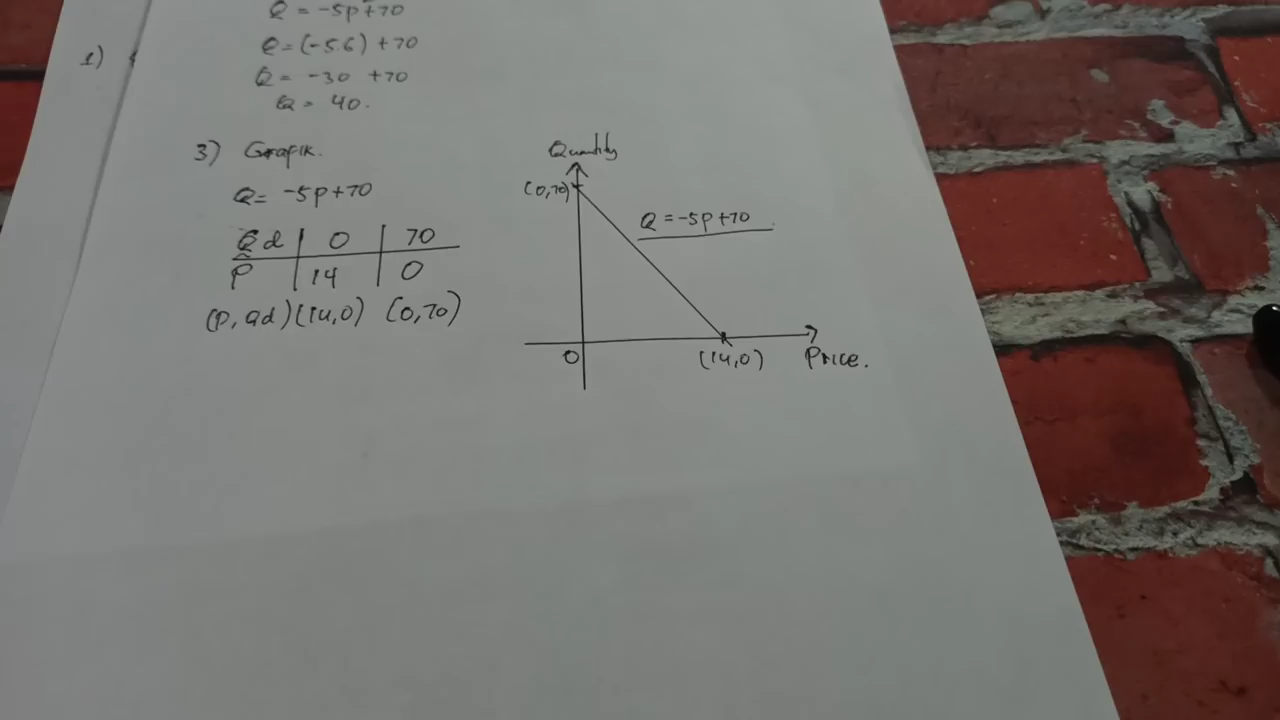 Q = -5p+70
1)
Q=(-5.6) +70
Q= -30 +70
Q= 40.
3) Grafik.
Q= -5p+70
Qd | 0 | 70
P | 14 | 0
(P, Qd) (14,0) (0,70)
Quantity
(0,70)
Q =-5p+70
0
(14,0)
Price.